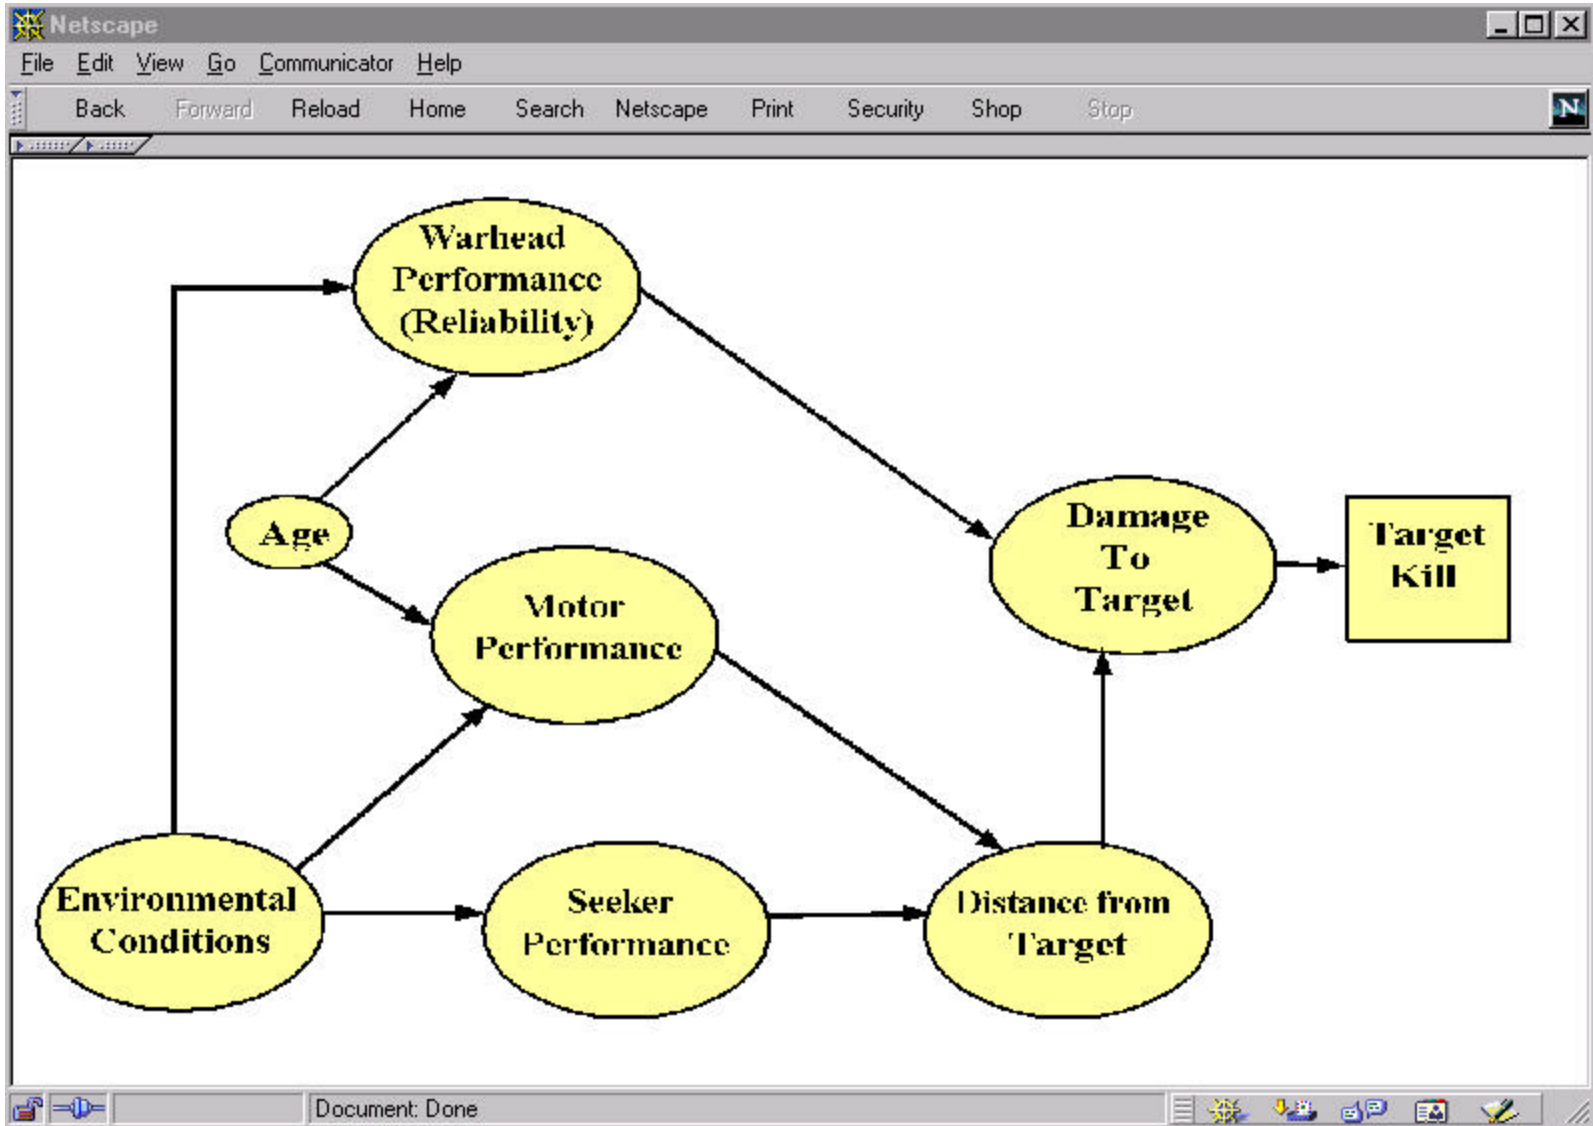 Netscape
File Edit View Go Communicator Help
Back Forward Reload Home Search Netscape Print Security Shop Stop
N
Warhead
Performance
(Reliability)
Age
Motor
Performance
Damage
To
Target
Target
Kill
Environmental
Conditions
Seeker
Performance
Distance from
Target
Document: Done